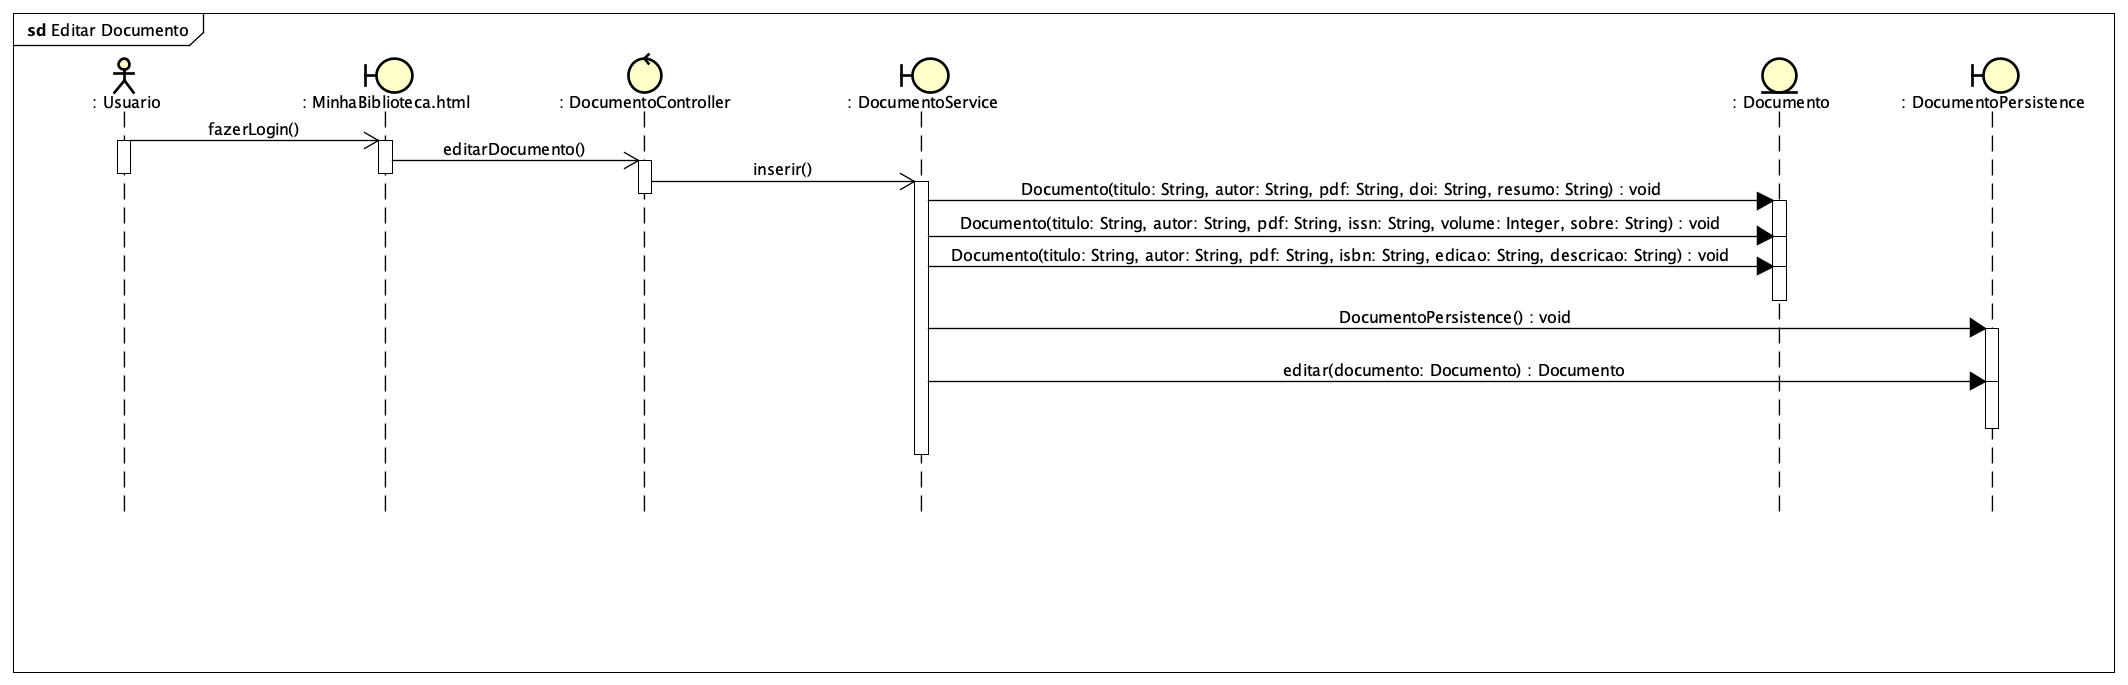 sd Editar Documento
: Usuario
: MinhaBiblioteca.html
: DocumentoController
: DocumentoService
: Documento
: DocumentoPersistence
fazerLogin()
editarDocumento()
inserir()
Documento(titulo: String, autor: String, pdf: String, doi: String, resumo: String) : void
Documento(titulo: String, autor: String, pdf: String, issn: String, volume: Integer, sobre: String) : void
Documento(titulo: String, autor: String, pdf: String, isbn: String, edicao: String, descricao: String) : void
DocumentoPersistence() : void
editar(documento: Documento) : Documento